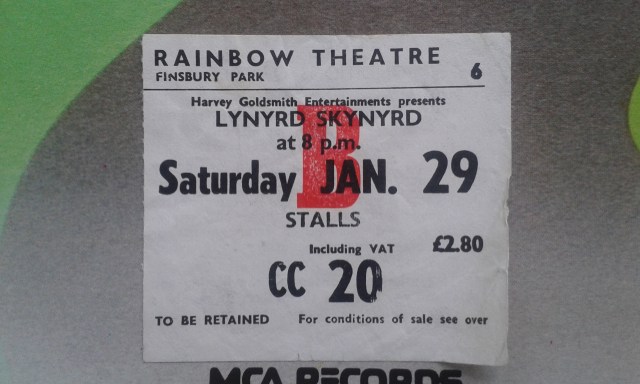 RAINBOW THEATRE
FINSBURY PARK 6
Harvey Goldsmith Entertainments presents
LYNYRD SKYNYRD
at 8 p.m.
B
Saturday JAN. 29
STALLS
Including VAT £2.80
CC 20
TO BE RETAINED For conditions of sale see over
MCA RECORDS